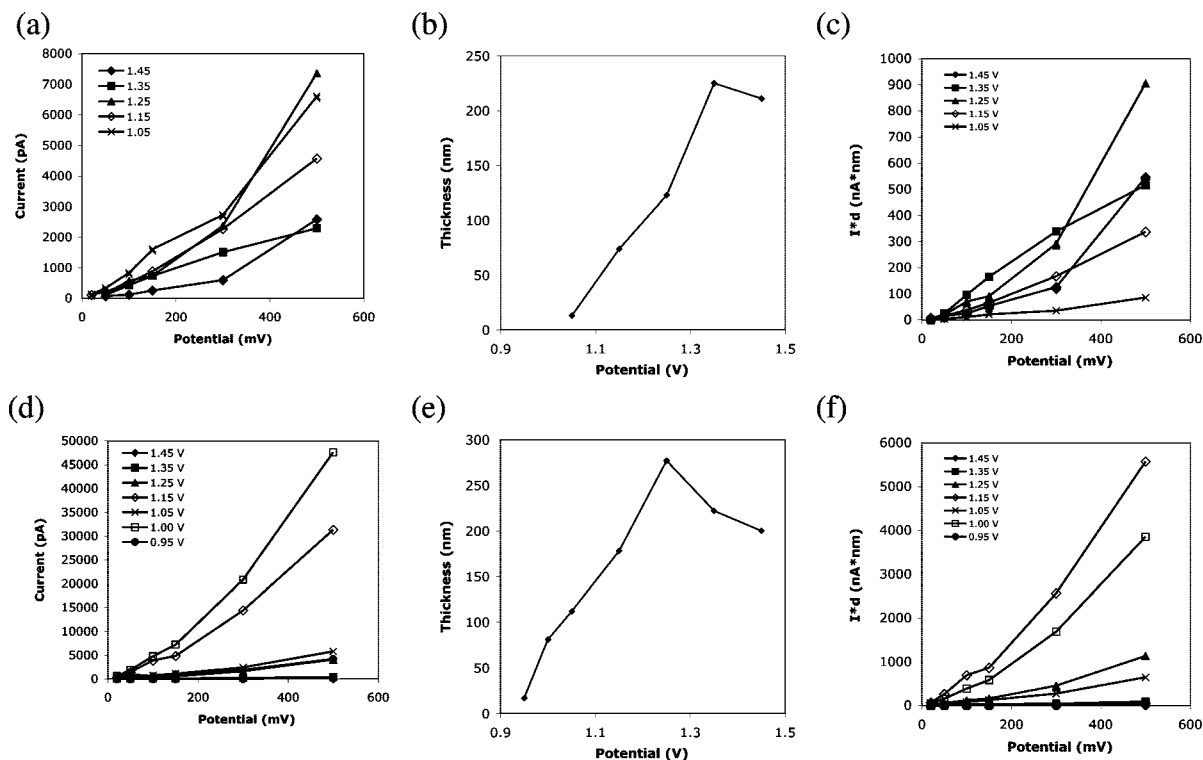 (a)
8000
7000
6000
5000
4000
3000
2000
1000
0
Current (pA)
1.45
1.35
1.25
1.15
1.05
0 200 400 600
Potential (mV)
(b)
250
200
150
100
50
0
Thickness (nm)
0.9 1.1 1.3 1.5
Potential (V)
(c)
1000
900
800
700
600
500
400
300
200
100
0
I*d (nA*nm)
1.45 V
1.35 V
1.25 V
1.15 V
1.05 V
0 200 400 600
Potential (mV)
(d)
50000
45000
40000
35000
30000
25000
20000
15000
10000
5000
0
Current (pA)
1.45 V
1.35 V
1.25 V
1.15 V
1.05 V
1.00 V
0.95 V
0 200 400 600
Potential (mV)
(e)
300
250
200
150
100
50
0
Thickness (nm)
0.9 1.1 1.3 1.5
Potential (V)
(f)
6000
5000
4000
3000
2000
1000
0
I*d (nA*nm)
1.45 V
1.35 V
1.25 V
1.15 V
1.05 V
1.00 V
0.95 V
0 200 400 600
Potential (mV)